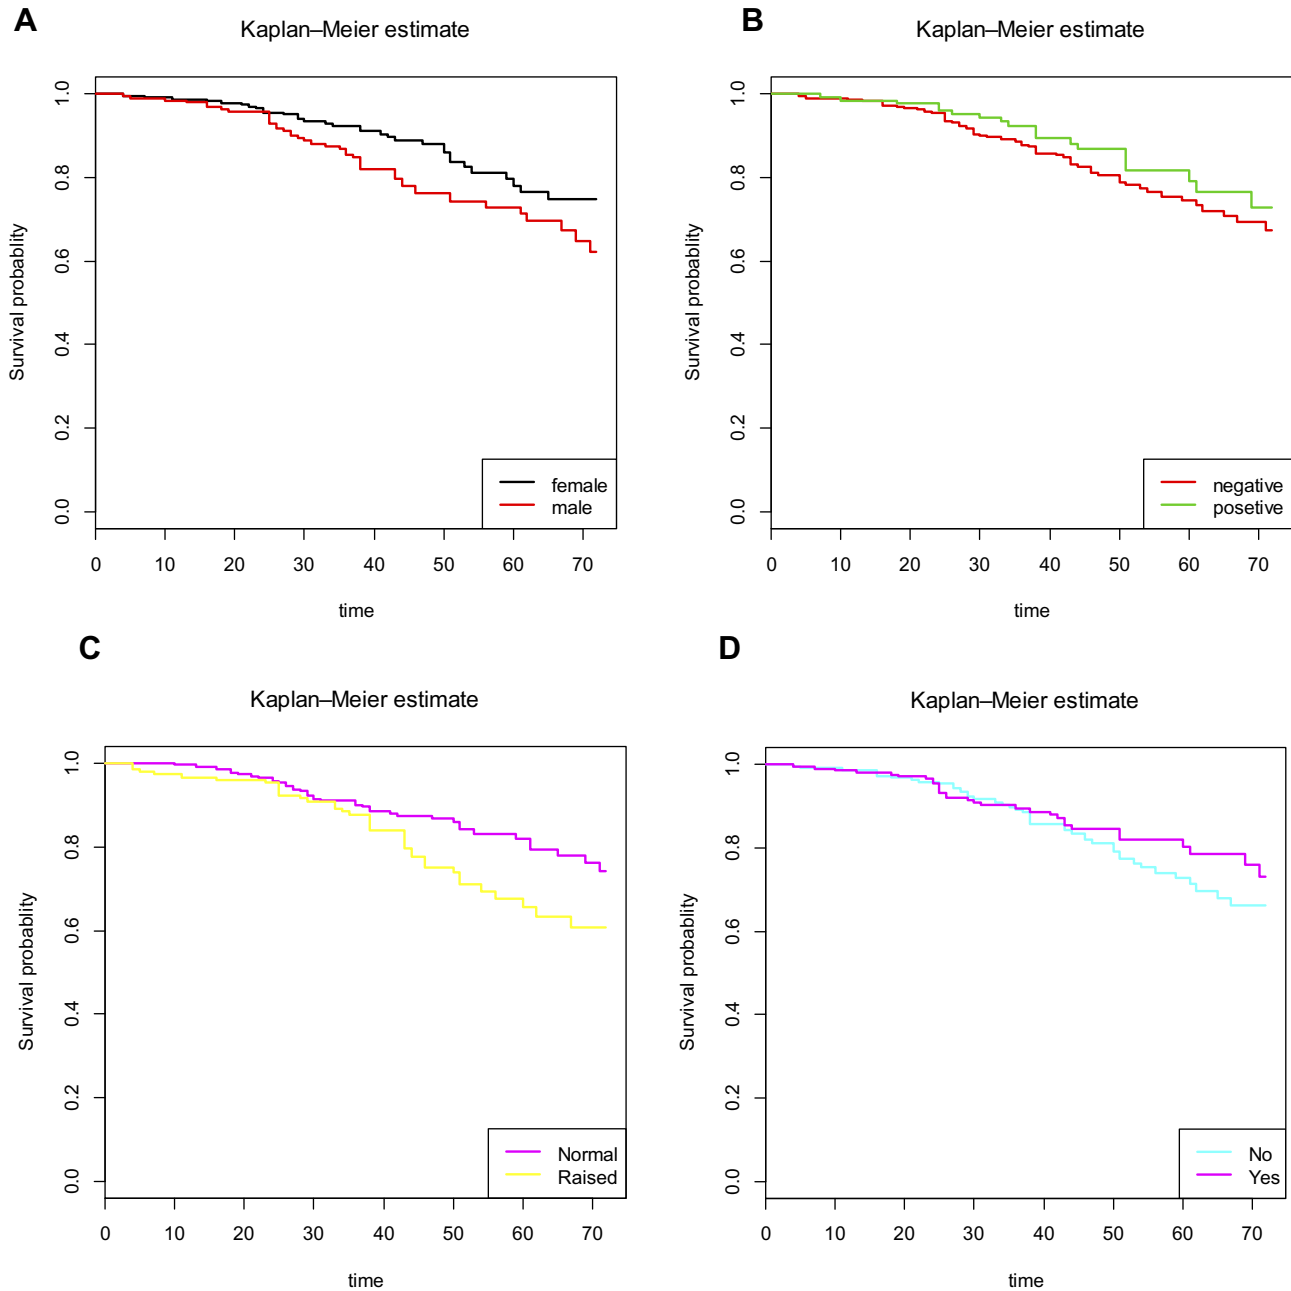 A
Kaplan–Meier estimate
Survival probablity
1.0
0.8
0.6
0.4
0.2
0.0
female
male
0 10 20 30 40 50 60 70
time
B
Kaplan–Meier estimate
Survival probablity
1.0
0.8
0.6
0.4
0.2
0.0
negative
posetive
0 10 20 30 40 50 60 70
time
C
Kaplan–Meier estimate
Survival probablity
1.0
0.8
0.6
0.4
0.2
0.0
Normal
Raised
0 10 20 30 40 50 60 70
time
D
Kaplan–Meier estimate
Survival probablity
1.0
0.8
0.6
0.4
0.2
0.0
No
Yes
0 10 20 30 40 50 60 70
time